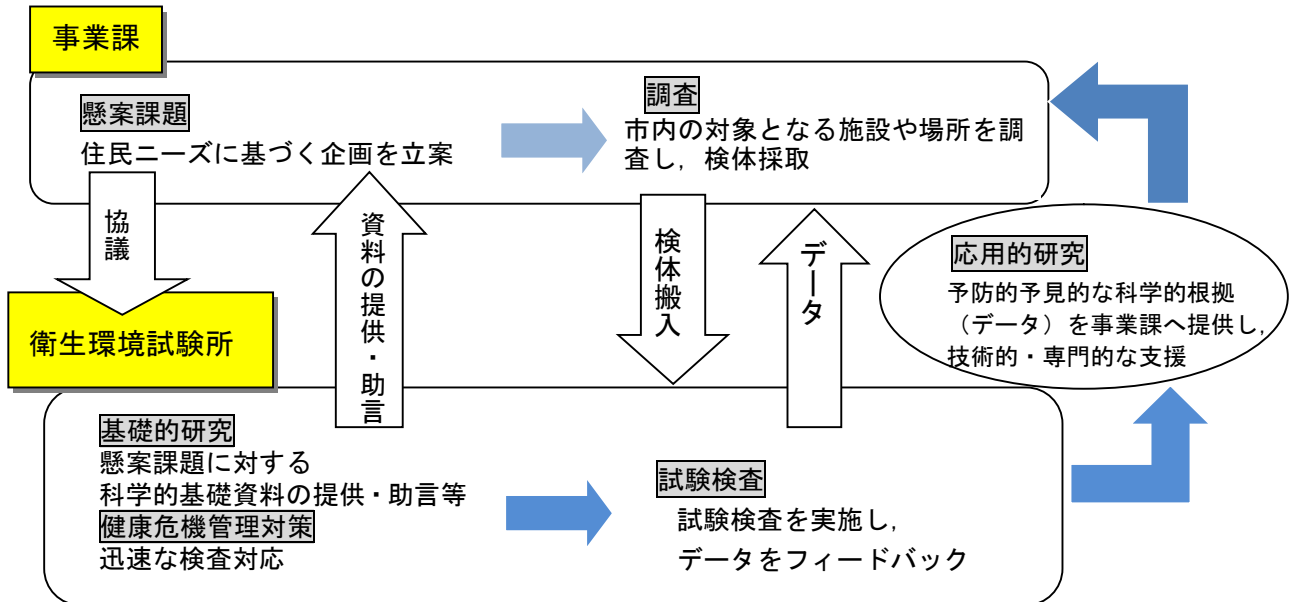 事業課
懸案課題
住民ニーズに基づく企画を立案
調査
市内の対象となる施設や場所を調
査し，検体採取
協議
資料の提供・助言
検体搬入
データ
応用的研究
予防的予見的な科学的根拠
（データ）を事業課へ提供し，
技術的・専門的な支援
衛生環境試験所
基礎的研究
懸案課題に対する
科学的基礎資料の提供・助言等
健康危機管理対策
迅速な検査対応
試験検査
試験検査を実施し，
データをフィードバック